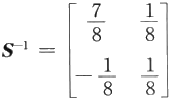 S⁻¹ = [ 7/8 1/8
-1/8 1/8 ]